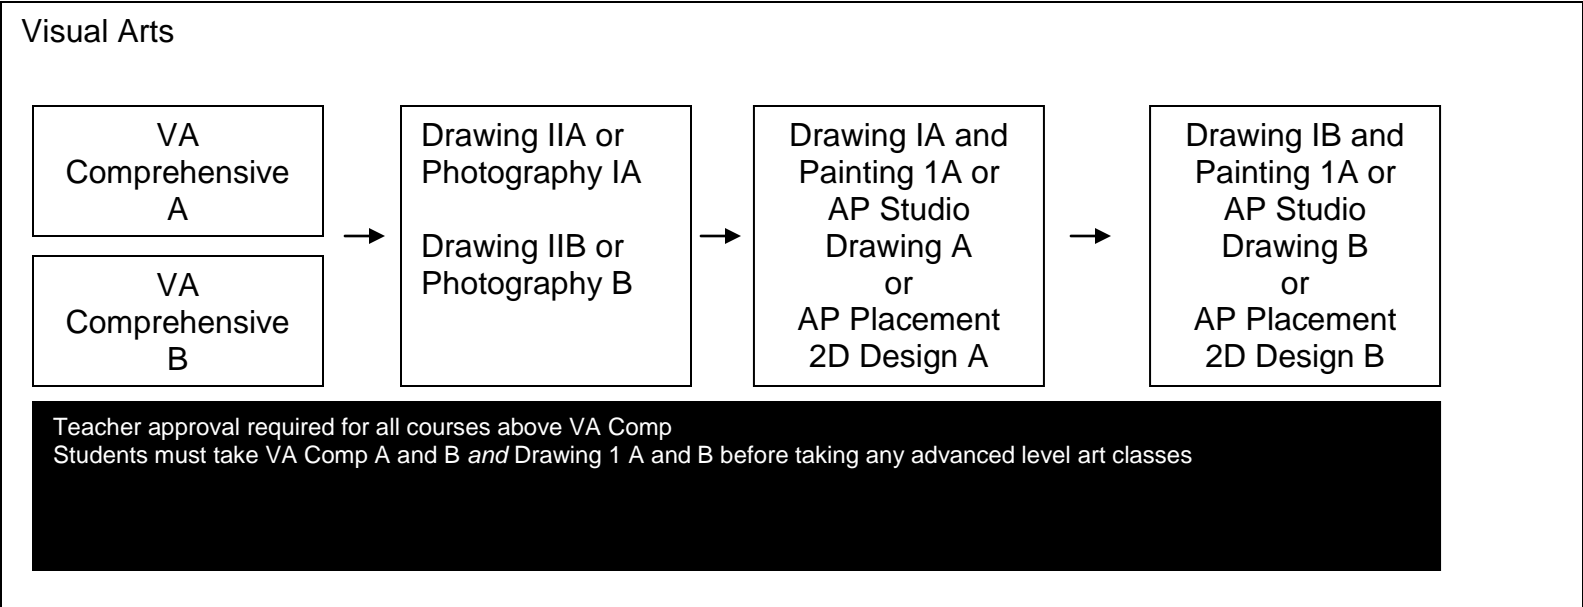 Visual Arts
VA
Comprehensive
A
VA
Comprehensive
B
Drawing IIA or
Photography IA
Drawing IIB or
Photography B
Drawing IA and
Painting 1A or
AP Studio
Drawing A
or
AP Placement
2D Design A
Drawing IB and
Painting 1A or
AP Studio
Drawing B
or
AP Placement
2D Design B
Teacher approval required for all courses above VA Comp
Students must take VA Comp A and B and Drawing 1 A and B before taking any advanced level art classes